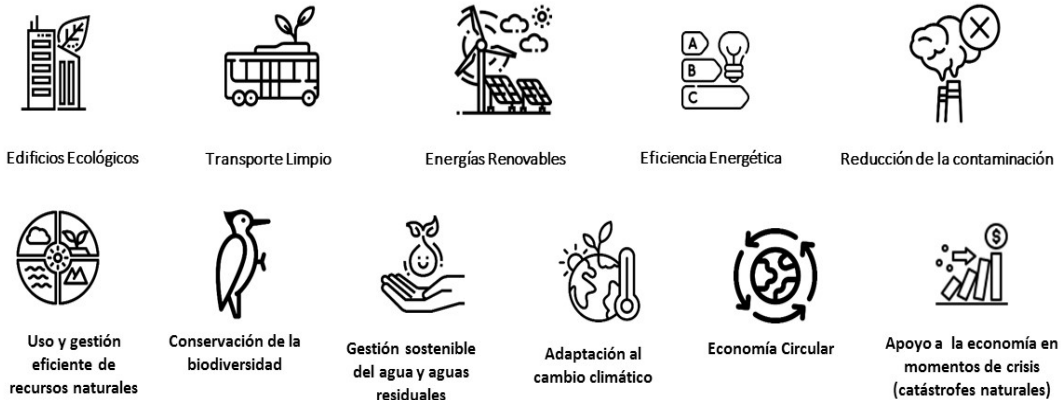 A
B
C
Edificios Ecológicos
Transporte Limpio
Energías Renovables
Eficiencia Energética
Reducción de la contaminación
$
Uso y gestión
eficiente de
recursos naturales
Conservación de la
biodiversidad
Gestión sostenible
del agua y aguas
residuales
Adaptación al
cambio climático
Economía Circular
Apoyo a la economía en
momentos de crisis
(catástrofes naturales)